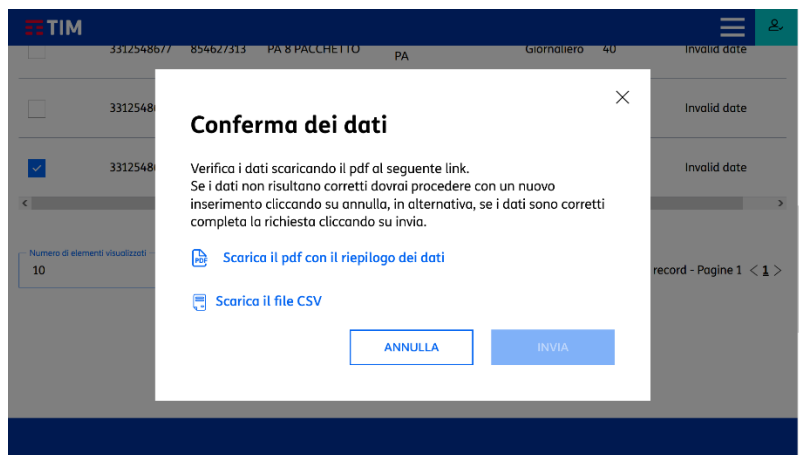 TIM
3312548677 854627313 PA 8 PACCHETTO PA Giornaliero 40 Invalid date
33125486 Invalid date
33125486 Invalid date
Conferma dei dati
Verifica i dati scaricando il pdf al seguente link.
Se i dati non risultano corretti dovrai procedere con un nuovo
inserimento cliccando su annulla, in alternativa, se i dati sono corretti
completa la richiesta cliccando su invia.
PDF
Scarica il pdf con il riepilogo dei dati
Scarica il file CSV
ANNULLA INVIA
Numero di elementi visualizzati
10
record - Pagine 1 < 1 >